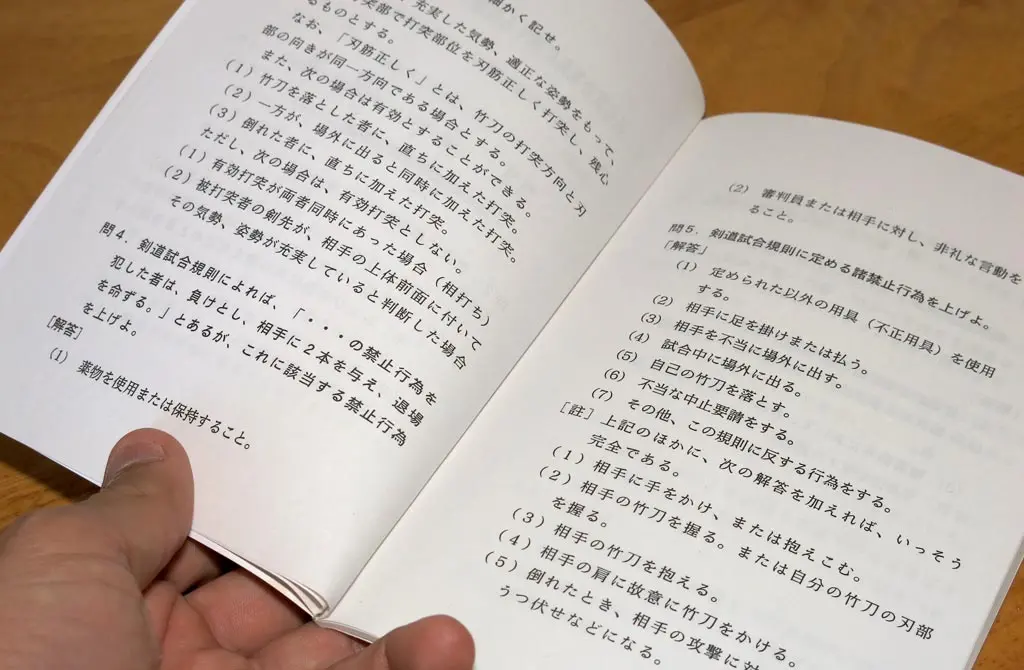 細かく記せ。
充実した気勢、適正な姿勢をもって、
突部で打突部位を刃筋正しく打突し、残心
るものとする。
なお、「刃筋正しく」とは、竹刀の打突方向と刃
部の向きが同一方向である場合とする。
また、次の場合は有効とすることができる。
(1) 竹刀を落とした者に、直ちに加えた打突。
(2) 一方が、場外に出ると同時に加えた打突。
(3) 倒れた者に、直ちに加えた打突。
ただし、次の場合は、有効打突としない。
(1) 有効打突が両者同時にあった場合（相打ち）
(2) 被打突者の剣先が、相手の上体前面に付いて
その気勢、姿勢が充実していると判断した場合
問4．剣道試合規則によれば、「・・・の禁止行為を
犯した者は、負けとし、相手に2本を与え、退場
を命ずる。」とあるが、これに該当する禁止行為
を上げよ。
［解答］
(1) 薬物を使用または保持すること。
(2) 審判員または相手に対し、非礼な言動を
ること。
問5．剣道試合規則に定める諸禁止行為を上げよ。
［解答］
(1) 定められた以外の用具（不正用具）を使用
する。
(2) 相手に足を掛けまたは払う。
(3) 相手を不当に場外に出す。
(4) 試合中に場外に出る。
(5) 自己の竹刀を落とす。
(6) 不当な中止要請をする。
(7) その他、この規則に反する行為をする。
［註］上記のほかに、次の解答を加えれば、いっそう
完全である。
(1) 相手に手をかけ、または抱えこむ。
(2) 相手の竹刀を握る。または自分の竹刀の刃部
を握る。
(3) 相手の竹刀を抱える。
(4) 相手の肩に故意に竹刀をかける。
(5) 倒れたとき、相手の攻撃に対
うつ伏せなどになる。